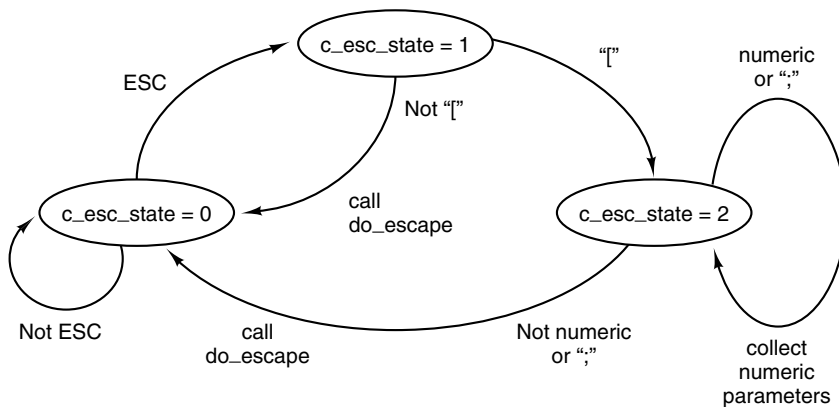 c_esc_state = 1
“[”
numeric
or “;”
ESC
Not “[”
c_esc_state = 0
call
do_escape
c_esc_state = 2
Not ESC
call
do_escape
Not numeric
or “;”
collect
numeric
parameters